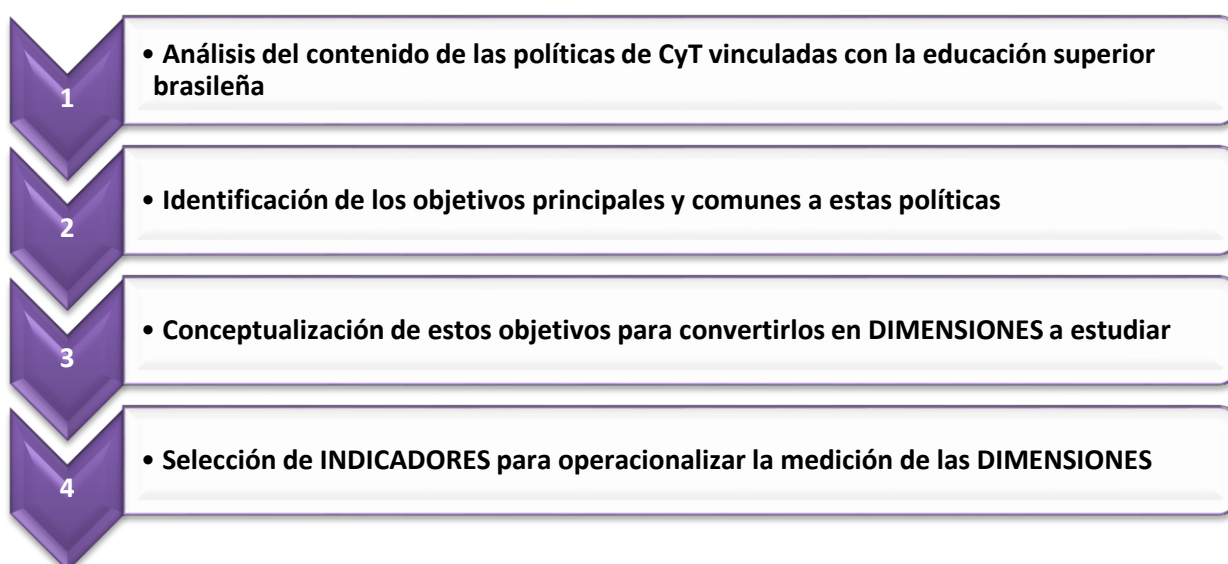 1
• Análisis del contenido de las políticas de CyT vinculadas con la educación superior
brasileña
2
• Identificación de los objetivos principales y comunes a estas políticas
3
• Conceptualización de estos objetivos para convertirlos en DIMENSIONES a estudiar
4
• Selección de INDICADORES para operacionalizar la medición de las DIMENSIONES